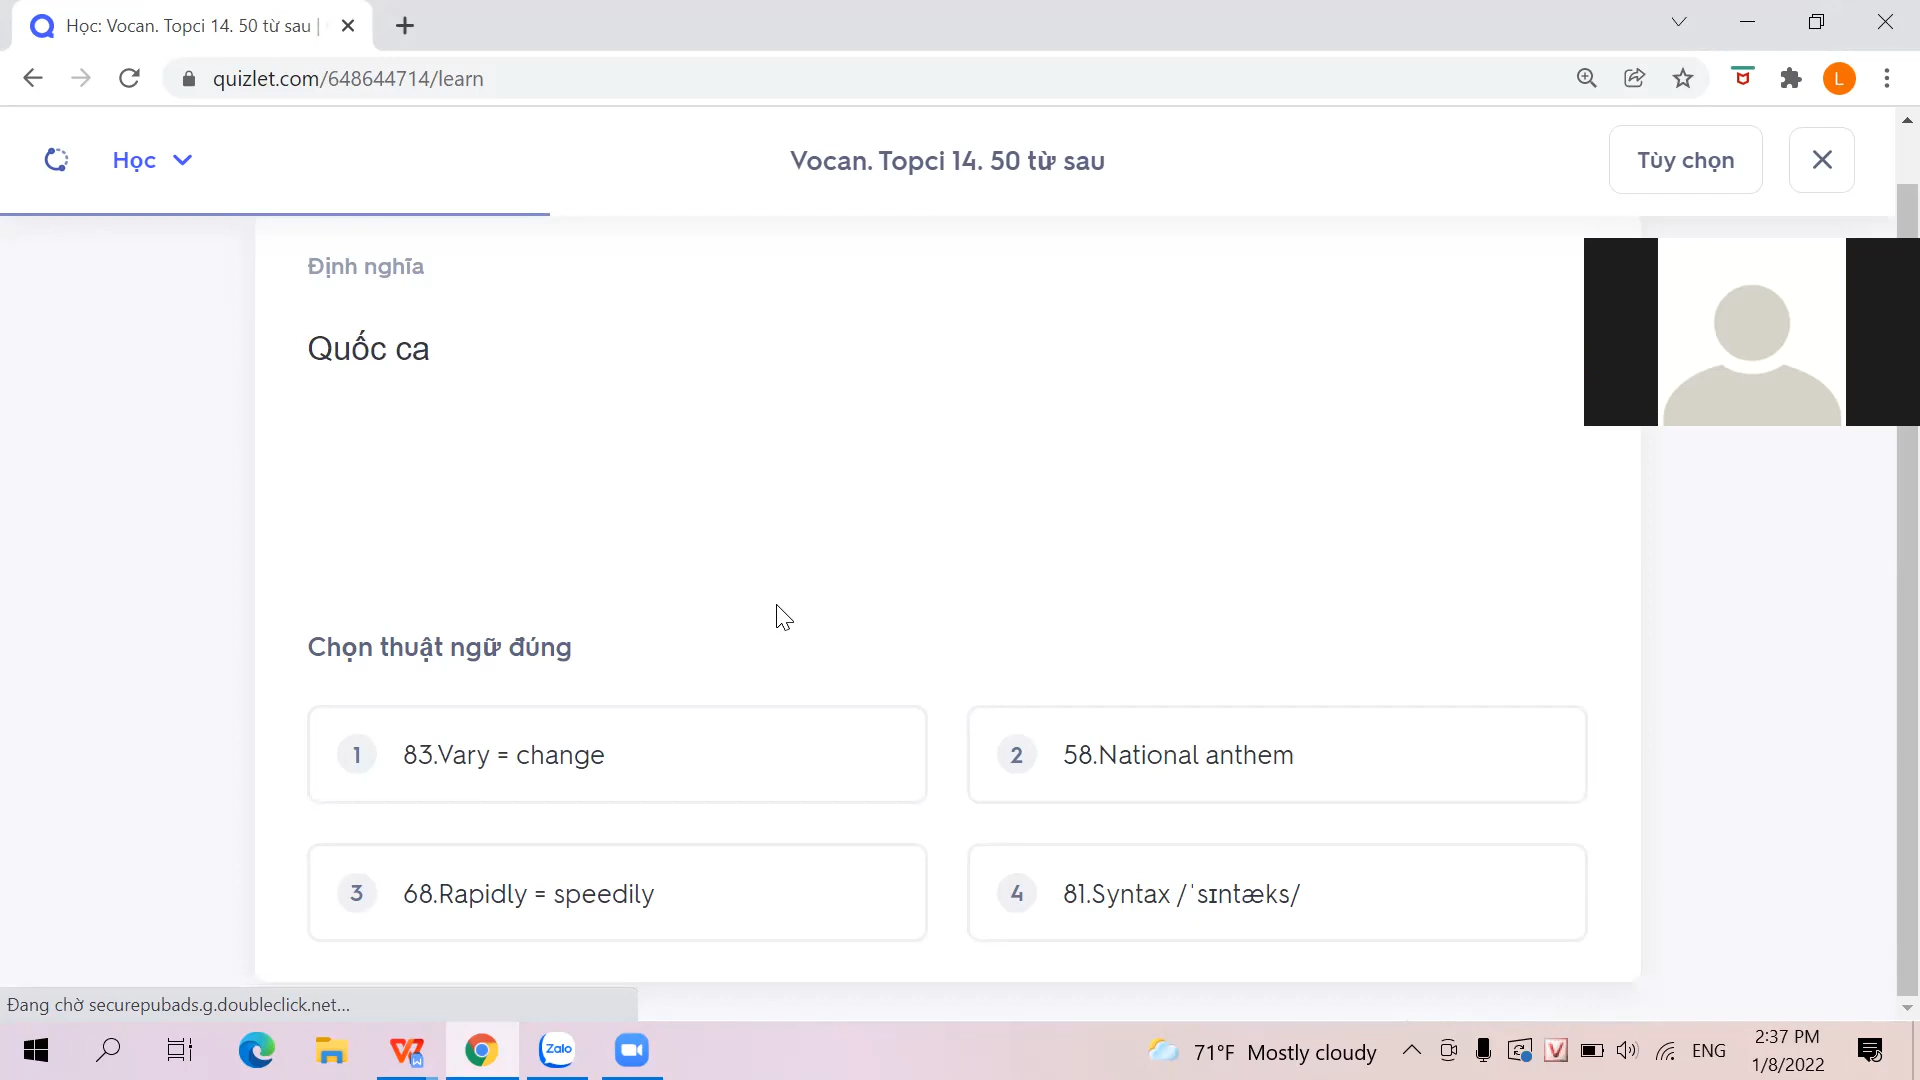 Học: Vocan. Topci 14. 50 từ sau |
quizlet.com/648644714/learn
L
Học
Vocan. Topci 14. 50 từ sau
Tùy chọn
Định nghĩa
Quốc ca
Chọn thuật ngữ đúng
1 83.Vary = change
2 58.National anthem
3 68.Rapidly = speedily
4 81.Syntax /ˈsɪntæks/
Đang chờ securepubads.g.doubleclick.net...
Zalo
71°F Mostly cloudy
ENG
2:37 PM
1/8/2022